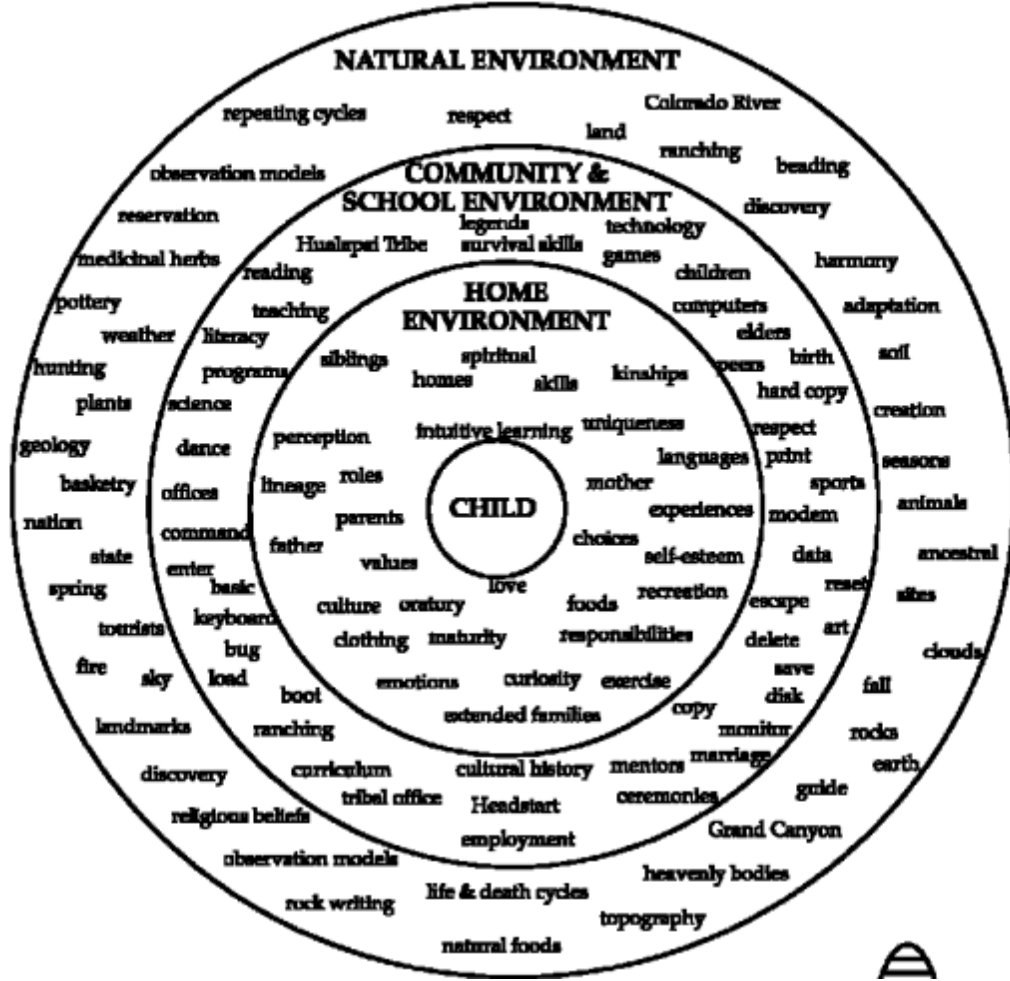 NATURAL ENVIRONMENT
Colorado River
repeating cycles
respect
land
ranching
beading
observation models
COMMUNITY &
SCHOOL ENVIRONMENT
discovery
reservation
legends
technology
Hualapai Tribe
survival skills
games
medicinal herbs
reading
children
harmony
HOME
ENVIRONMENT
pottery
teaching
computers
adaptation
weather
literacy
elders
siblings
spiritual
peers
birth
soil
hunting
programs
homes
skills
kinships
hard copy
plants
science
creation
intuitive learning
uniqueness
respect
geology
dance
perception
languages
print
seasons
basketry
offices
lineage
roles
mother
sports
CHILD
animals
nation
command
parents
experiences
modem
father
choices
state
enter
values
self-esteem
data
ancestral
spring
basic
love
recreation
reset
sites
culture
oratory
foods
escape
tourists
keyboard
clothing
maturity
responsibilities
delete
art
bug
clouds
fire
sky
load
emotions
curiosity
exercise
save
fall
boot
disk
landmarks
ranching
extended families
copy
monitor
rocks
discovery
curriculum
cultural history
mentors
marriage
earth
religious beliefs
tribal office
Headstart
ceremonies
guide
employment
Grand Canyon
observation models
heavenly bodies
rock writing
life & death cycles
topography
natural foods